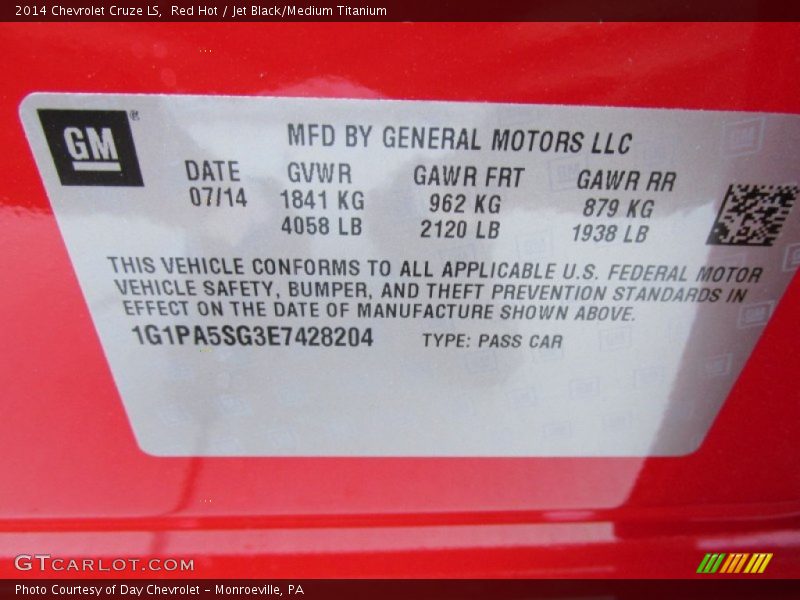 2014 Chevrolet Cruze LS,  Red Hot / Jet Black/Medium Titanium
GM®
MFD BY GENERAL MOTORS LLC
DATE GVWR GAWR FRT GAWR RR
07/14 1841 KG 962 KG 879 KG
4058 LB 2120 LB 1938 LB
THIS VEHICLE CONFORMS TO ALL APPLICABLE U.S. FEDERAL MOTOR
VEHICLE SAFETY, BUMPER, AND THEFT PREVENTION STANDARDS IN
EFFECT ON THE DATE OF MANUFACTURE SHOWN ABOVE.
1G1PA5SG3E7428204 TYPE: PASS CAR
GTCARLOT.COM
Photo Courtesy of Day Chevrolet – Monroeville, PA